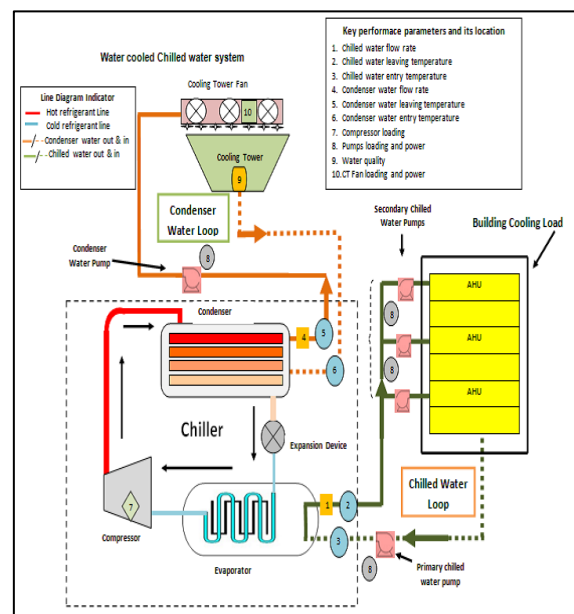 Water cooled Chilled water system
Key performace parameters and its location
1. Chilled water flow rate
2. Chilled water leaving temperature
3. Chilled water entry temperature
4. Condenser water flow rate
5. Condenser water leaving temperature
6. Condenser water entry temperature
7. Compressor loading
8. Pumps loading and power
9. Water quality
10.CT Fan loading and power
Line Diagram Indicator
Hot refrigerant Line
Cold refrigerant line
Condenser water out & in
Chilled water out & in
Cooling Tower Fan
10
Cooling Tower
9
Condenser
Water Loop
Condenser
Water Pump
8
Secondary Chilled
Water Pumps
Building Cooling Load
AHU
8
AHU
8
AHU
Condenser
4
5
6
Chiller
Expansion Device
7
Compressor
Evaporator
1
2
3
Chilled Water
Loop
8
Primary chilled
water pump